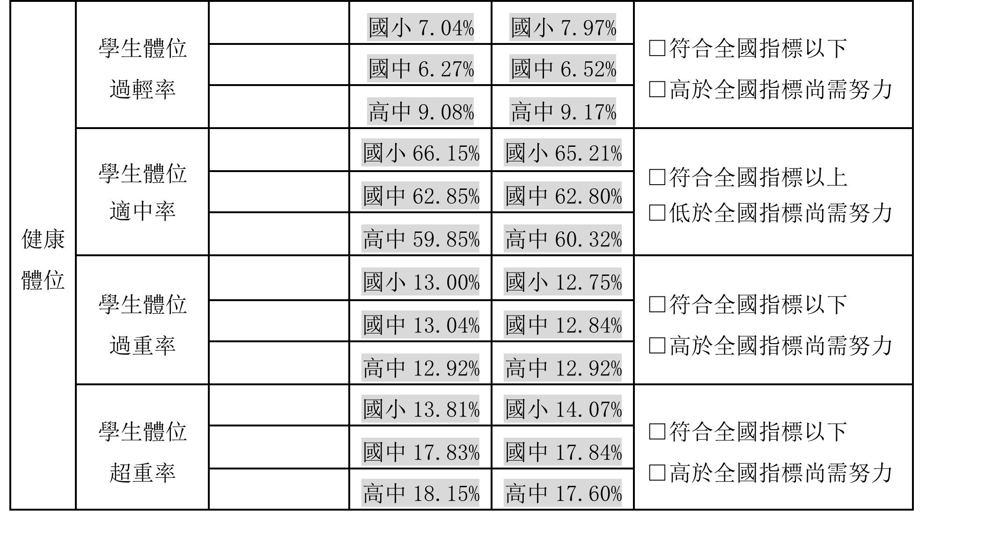 健康
體位
學生體位
過輕率
國小 7.04%
國小 7.97%
國中 6.27%
國中 6.52%
高中 9.08%
高中 9.17%
□符合全國指標以下
□高於全國指標尚需努力
學生體位
適中率
國小 66.15%
國小 65.21%
國中 62.85%
國中 62.80%
高中 59.85%
高中 60.32%
□符合全國指標以上
□低於全國指標尚需努力
學生體位
過重率
國小 13.00%
國小 12.75%
國中 13.04%
國中 12.84%
高中 12.92%
高中 12.92%
□符合全國指標以下
□高於全國指標尚需努力
學生體位
超重率
國小 13.81%
國小 14.07%
國中 17.83%
國中 17.84%
高中 18.15%
高中 17.60%
□符合全國指標以下
□高於全國指標尚需努力